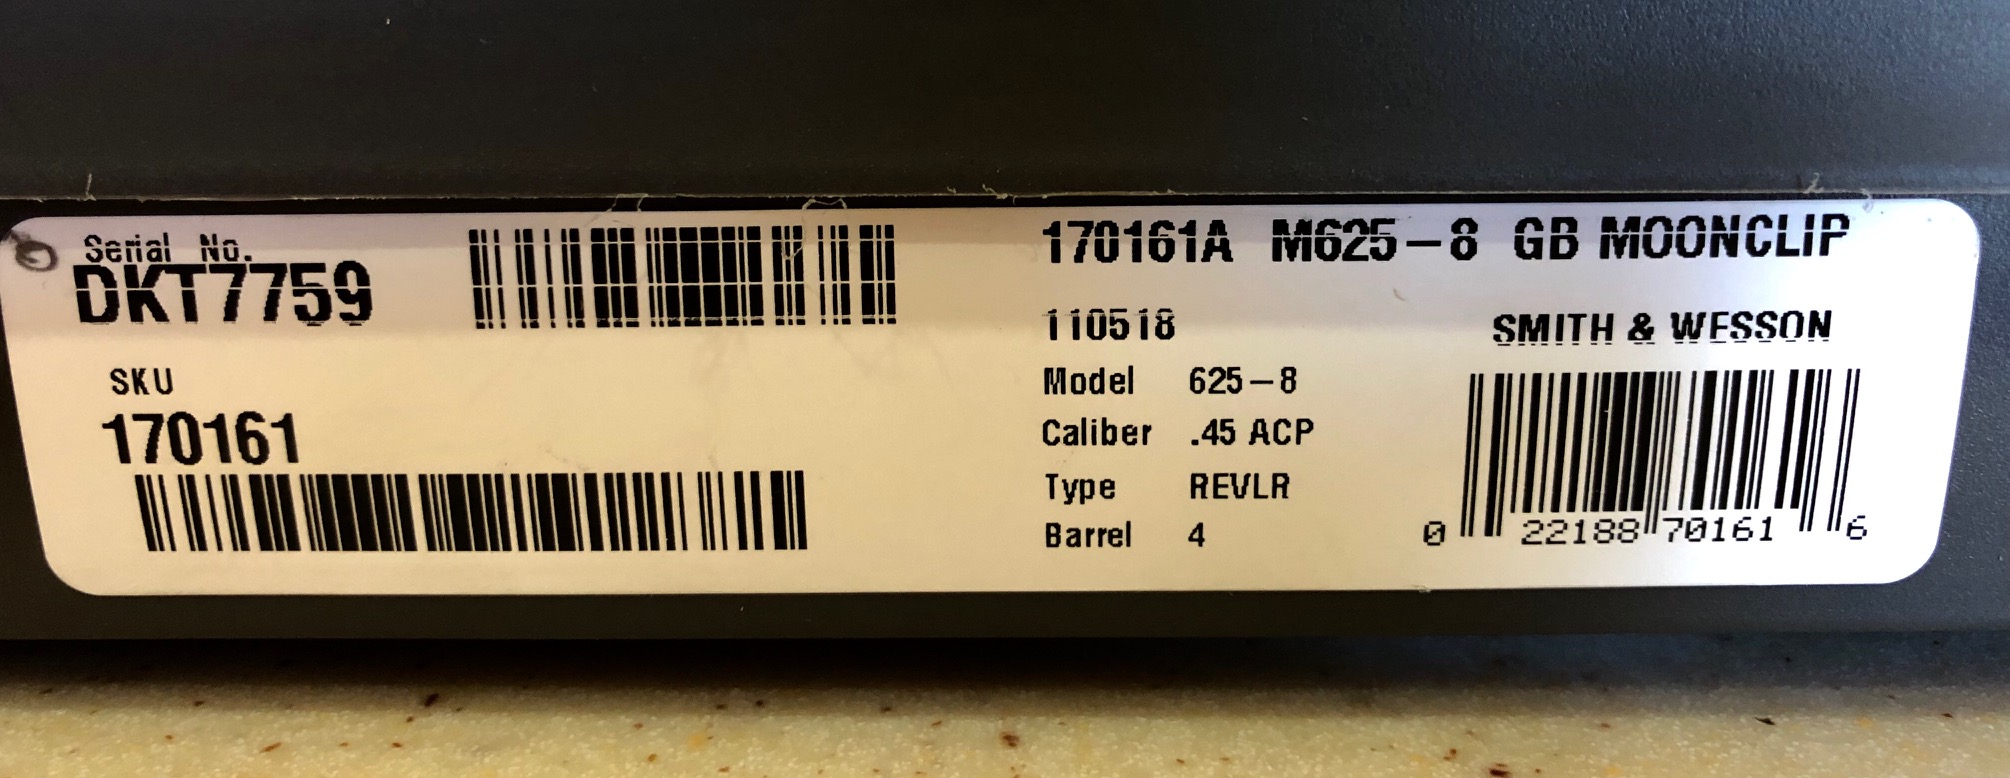 Serial No.
DKT7759
SKU
170161
170161A M625-8 GB MOONCLIP
110518
SMITH & WESSON
Model 625-8
Caliber .45 ACP
Type REVLR
Barrel 4
0 22188 70161 6